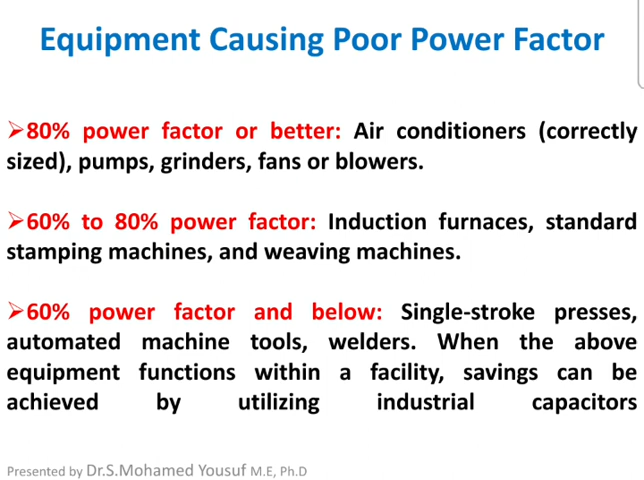 Equipment Causing Poor Power Factor
➢80% power factor or better: Air conditioners (correctly
sized), pumps, grinders, fans or blowers.
➢60% to 80% power factor: Induction furnaces, standard
stamping machines, and weaving machines.
➢60% power factor and below: Single-stroke presses,
automated machine tools, welders. When the above
equipment functions within a facility, savings can be
achieved by utilizing industrial capacitors
Presented by Dr.S.Mohamed Yousuf M.E, Ph.D